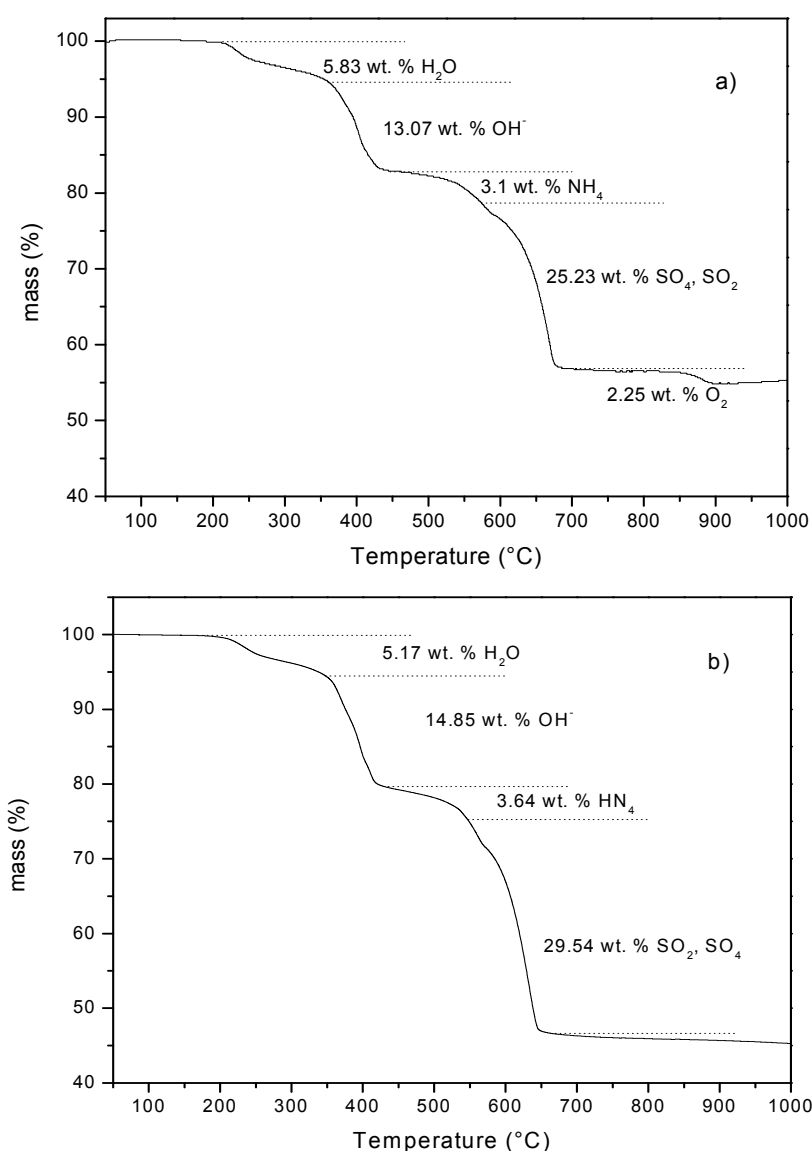 a)
5.83 wt. % H₂O
13.07 wt. % OH⁻
3.1 wt. % NH₄
25.23 wt. % SO₄, SO₂
2.25 wt. % O₂
mass (%)
100
90
80
70
60
50
40
100 200 300 400 500 600 700 800 900 1000
Temperature (°C)
b)
5.17 wt. % H₂O
14.85 wt. % OH⁻
3.64 wt. % HN₄
29.54 wt. % SO₂, SO₄
mass (%)
100
90
80
70
60
50
40
100 200 300 400 500 600 700 800 900 1000
Temperature (°C)